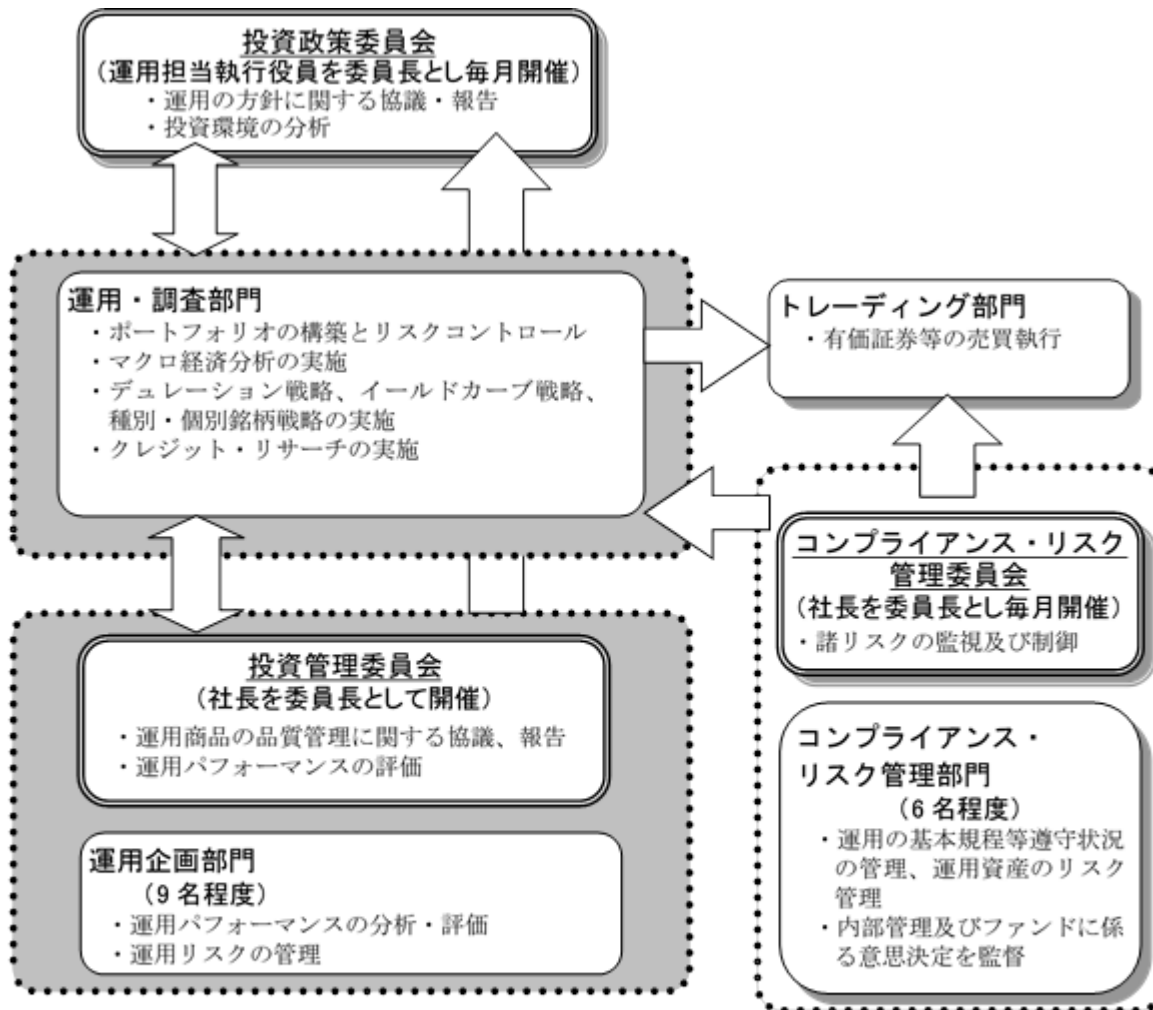 投資政策委員会
(運用担当執行役員を委員長とし毎月開催)
・運用の方針に関する協議・報告
・投資環境の分析
運用・調査部門
・ポートフォリオの構築とリスクコントロール
・マクロ経済分析の実施
・デュレーション戦略、イールドカーブ戦略、
種別・個別銘柄戦略の実施
・クレジット・リサーチの実施
トレーディング部門
・有価証券等の売買執行
コンプライアンス・リスク
管理委員会
(社長を委員長とし毎月開催)
・諸リスクの監視及び制御
投資管理委員会
(社長を委員長として開催)
・運用商品の品質管理に関する協議、報告
・運用パフォーマンスの評価
運用企画部門
(9名程度)
・運用パフォーマンスの分析・評価
・運用リスクの管理
コンプライアンス・
リスク管理部門
(6名程度)
・運用の基本規程等遵守状況
の管理、運用資産のリスク
管理
・内部管理及びファンドに係
る意思決定を監督